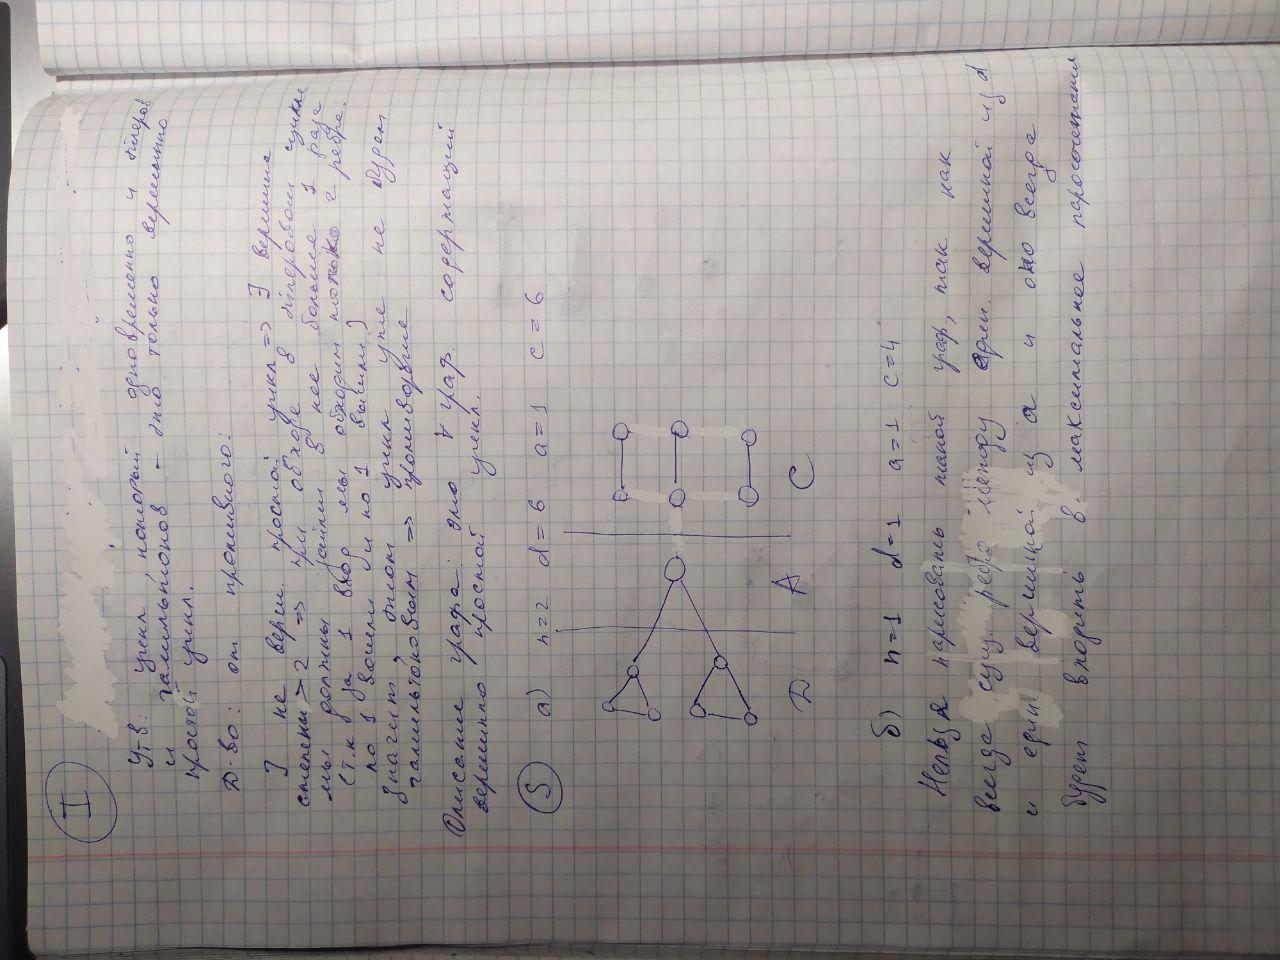 I
Утв: цикл, который одновременно и эйлеров
и гамильтонов - это только вершинно
простой цикл.
Д-во: от противного:
] не верш. простой цикл => ∃ вершина
степени > 2 => при обходе в эйлеровом цикле
мы должны зайти в нее больше 1 раза
(т.к за 1 вход мы обходим только 2 ребра:
по 1 вошли и по 1 вышли)
Значит, этот цикл уже не будет
гамильтоновым => противоречие
Описание графа: это ∀ граф. содержащий
вершинно простой цикл.
5 а) n=2 d=6 a=1 c=6
Д А С
б) n=1 d=1 a=1 c=4
Нельзя нарисовать такой граф, так как
всегда сущ. ребро между един. вершиной из d
и един. вершиной из a и оно всегда
будет входить в максимальное паросочетание